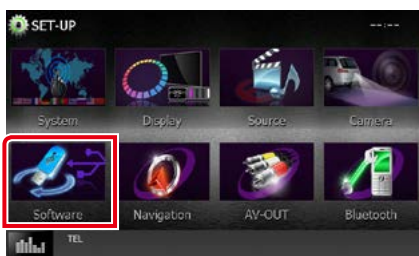 SET-UP
--:--
System
Display
Source
Camera
Software
Navigation
AV-OUT
Bluetooth
TEL